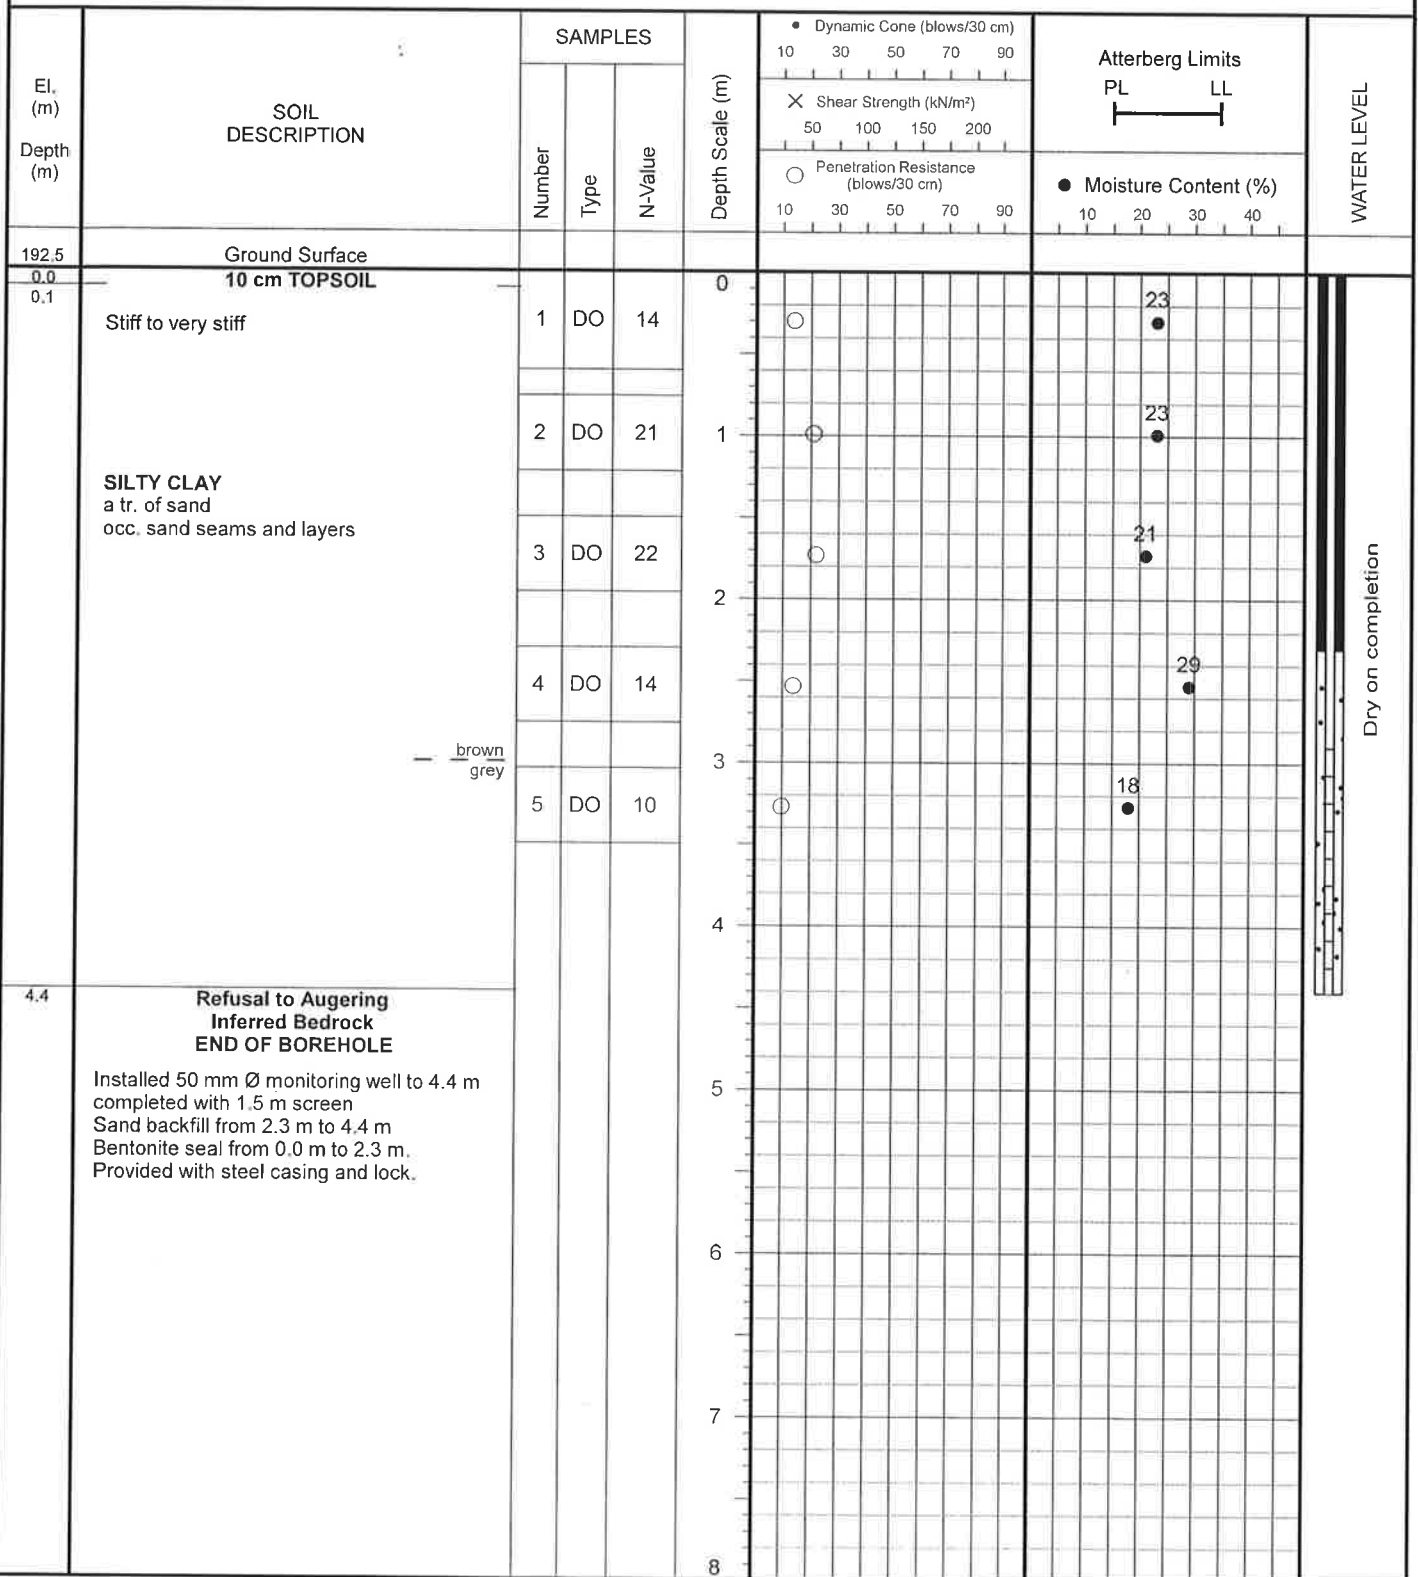 El.
(m)
Depth
(m)
SOIL
DESCRIPTION
SAMPLES
Number
Type
N-Value
Depth Scale (m)
• Dynamic Cone (blows/30 cm)
10 30 50 70 90
X Shear Strength (kN/m²)
50 100 150 200
O Penetration Resistance
(blows/30 cm)
10 30 50 70 90
Atterberg Limits
PL LL
● Moisture Content (%)
10 20 30 40
WATER LEVEL
192.5 Ground Surface
0.0 10 cm TOPSOIL 0
0.1
Stiff to very stiff
1 DO 14 23
2 DO 21 1 23
SILTY CLAY
a tr. of sand
occ. sand seams and layers
3 DO 22 21
2
4 DO 14 29
brown
grey
3
5 DO 10 18
Dry on completion
4
4.4 Refusal to Augering
Inferred Bedrock
END OF BOREHOLE
Installed 50 mm Ø monitoring well to 4.4 m
completed with 1.5 m screen
Sand backfill from 2.3 m to 4.4 m
Bentonite seal from 0.0 m to 2.3 m.
Provided with steel casing and lock.
5
6
7
8